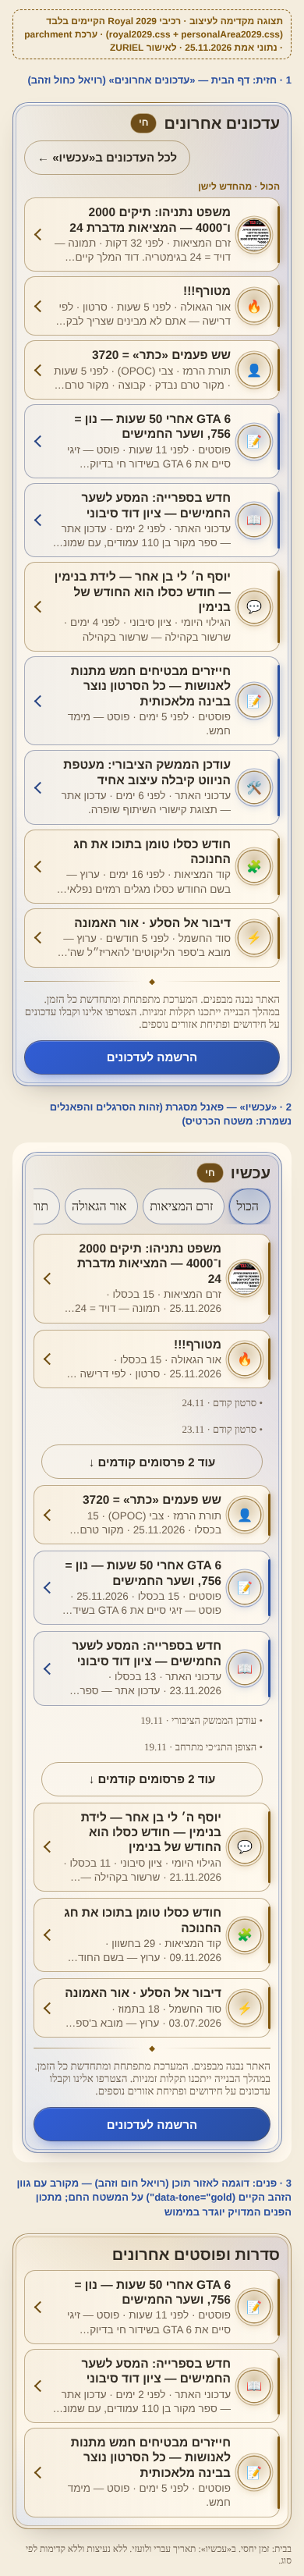 תצוגה מקדימה לעיצוב · רכיבי Royal 2029 הקיימים בלבד
(royal2029.css + personalArea2029.css) · ערכת parchment
· נתוני אמת 25.11.2026 · לאישור ZURIEL
1 · חזית: דף הבית — «עדכונים אחרונים» (רויאל כחול וזהב)
עדכונים אחרונים חי
לכל העדכונים ב«עכשיו» ←
הכול · מהחדש לישן
משפט נתניהו: תיקים 2000
ו־4000 — המציאות מדברת 24
זרם המציאות · לפני 32 דקות · תמונה —
דויד = 24 בגימטריה. דוד המלך קיים…
מטורף!!!
אור הגאולה · לפני 5 שעות · סרטון · לפי
דרישה — אתם לא מבינים שצריך לבק…
שש פעמים «כתר» = 3720
תורת הרמז · צבי (OPOC) · לפני 5 שעות
· מקור טרם נבדק · קבוצה · מקור טרם…
GTA 6 אחרי 50 שעות — נון =
756, ושער החמישים
פוסטים · לפני 11 שעות · פוסט — זיגי
סיים את GTA 6 בשידור חי בדיוק…
חדש בספרייה: המסע לשער
החמישים — ציון דוד סיבוני
עדכוני האתר · לפני 2 ימים · עדכון אתר
— ספר מקור בן 110 עמודים, עם שמונ…
יוסף ה׳ לי בן אחר — לידת בנימין
— חודש כסלו הוא החודש של
בנימין
הגילוי היומי · ציון סיבוני · לפני 4 ימים ·
שרשור בקהילה — שרשור בקהילה
חייזרים מבטיחים חמש מתנות
לאנושות — כל הסרטון נוצר
בבינה מלאכותית
פוסטים · לפני 5 ימים · פוסט — מימד
חמש.
עודכן הממשק הציבורי: מעטפת
הניווט קיבלה עיצוב אחיד
עדכוני האתר · לפני 6 ימים · עדכון אתר
— תצוגת קישורי השיתוף שופרה.
חודש כסלו טומן בתוכו את חג
החנוכה
קוד המציאות · לפני 16 ימים · ערוץ —
בשם החודש כסלו מגלים רמזים נפלאי…
דיבור אל הסלע · אור האמונה
סוד החשמל · לפני 5 חודשים · ערוץ —
מובא ב'ספר הליקוטים' להאריז״ל שה'…
האתר נבנה מבפנים. המערכת מתפתחת ומתחדשת כל הזמן.
במהלך הבנייה ייתכנו תקלות זמניות. הצטרפו אלינו וקבלו עדכונים
על חידושים ופתיחת אזורים נוספים.
הרשמה לעדכונים
2 · «עכשיו» — פאנל מסגרת (זהות הסרגלים והפאנלים
נשמרת: משטח הכרטיס)
עכשיו חי
הכול זרם המציאות אור הגאולה תור
משפט נתניהו: תיקים 2000
ו־4000 — המציאות מדברת
24
זרם המציאות · 15 בכסלו ·
25.11.2026 · תמונה — דויד = 24…
מטורף!!!
אור הגאולה · 15 בכסלו ·
25.11.2026 · סרטון · לפי דרישה …
• סרטון קודם · 24.11
• סרטון קודם · 23.11
עוד 2 פרסומים קודמים ↓
שש פעמים «כתר» = 3720
תורת הרמז · צבי (OPOC) · 15
בכסלו · 25.11.2026 · מקור טרם…
GTA 6 אחרי 50 שעות — נון =
756, ושער החמישים
פוסטים · 15 בכסלו · 25.11.2026 ·
פוסט — זיגי סיים את GTA 6 בשיד…
חדש בספרייה: המסע לשער
החמישים — ציון דוד סיבוני
עדכוני האתר · 13 בכסלו ·
23.11.2026 · עדכון אתר — ספר…
• עודכן הממשק הציבורי · 19.11
• הצופן התנ״כי מתרחב · 19.11
עוד 2 פרסומים קודמים ↓
יוסף ה׳ לי בן אחר — לידת
בנימין — חודש כסלו הוא
החודש של בנימין
הגילוי היומי · ציון סיבוני · 11 בכסלו ·
21.11.2026 · שרשור בקהילה —…
חודש כסלו טומן בתוכו את חג
החנוכה
קוד המציאות · 29 בחשוון ·
09.11.2026 · ערוץ — בשם החוד…
דיבור אל הסלע · אור האמונה
סוד החשמל · 18 בתמוז ·
03.07.2026 · ערוץ — מובא ב'ספ…
האתר נבנה מבפנים. המערכת מתפתחת ומתחדשת כל הזמן.
במהלך הבנייה ייתכנו תקלות זמניות. הצטרפו אלינו וקבלו
עדכונים על חידושים ופתיחת אזורים נוספים.
הרשמה לעדכונים
3 · פנים: דוגמה לאזור תוכן (רויאל חום וזהב) — מקורב עם גוון
הזהב הקיים (data-tone="gold") על המשטח החם; מתכון
הפנים המדויק יוגדר במימוש
סדרות ופוסטים אחרונים
GTA 6 אחרי 50 שעות — נון =
756, ושער החמישים
פוסטים · לפני 11 שעות · פוסט — זיגי
סיים את GTA 6 בשידור חי בדיוק…
חדש בספרייה: המסע לשער
החמישים — ציון דוד סיבוני
עדכוני האתר · לפני 2 ימים · עדכון אתר
— ספר מקור בן 110 עמודים, עם שמונ…
חייזרים מבטיחים חמש מתנות
לאנושות — כל הסרטון נוצר
בבינה מלאכותית
פוסטים · לפני 5 ימים · פוסט — מימד
חמש.
בבית: זמן יחסי. ב«עכשיו»: תאריך עברי ולועזי. ללא נעיצות וללא קדימות לפי
סוג.